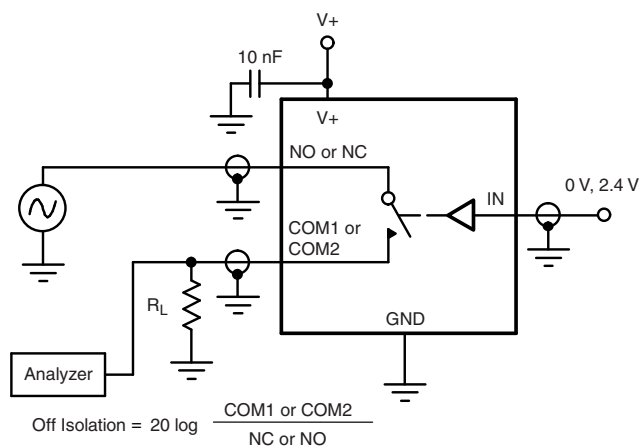 V+
10 nF
V+
NO or NC
0 V, 2.4 V
IN
COM1 or
COM2
RL
GND
Analyzer
Off Isolation = 20 log COM1 or COM2
NC or NO